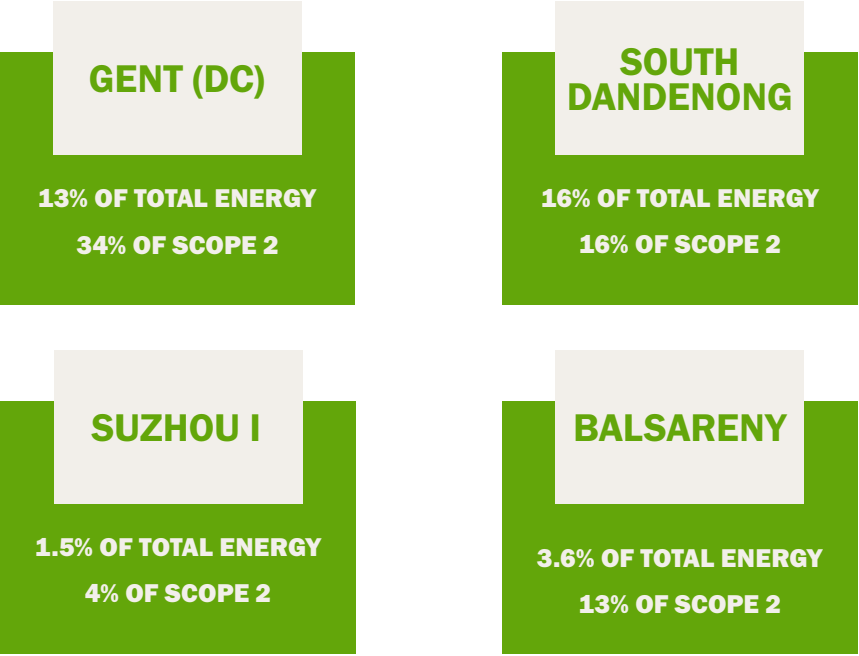 GENT (DC)
13% OF TOTAL ENERGY
34% OF SCOPE 2
SOUTH
DANDENONG
16% OF TOTAL ENERGY
16% OF SCOPE 2
SUZHOU I
1.5% OF TOTAL ENERGY
4% OF SCOPE 2
BALSARENY
3.6% OF TOTAL ENERGY
13% OF SCOPE 2